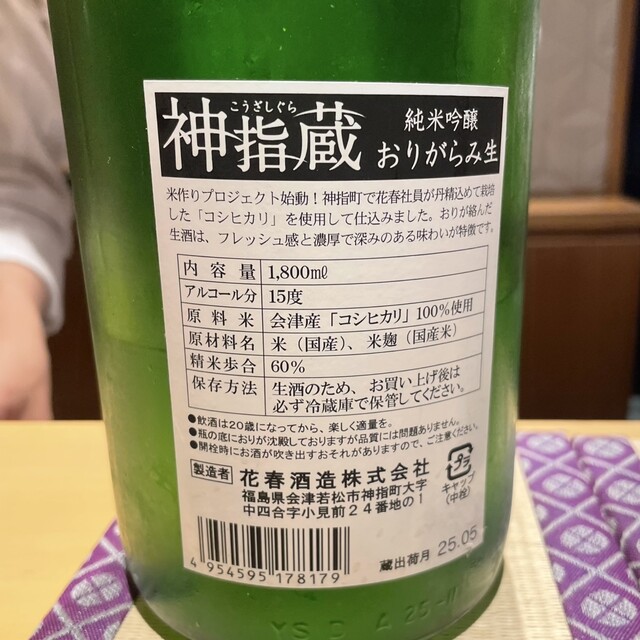 こうざしぐら
神指蔵
純米吟醸
おりがらみ生
米作りプロジェクト始動！神指町で花春社員が丹精込めて栽培
した「コシヒカリ」を使用して仕込みました。おりが絡んだ
生酒は、フレッシュ感と濃厚で深みのある味わいが特徴です。
内容量 1,800㎖
アルコール分 15度
原料米 会津産「コシヒカリ」100%使用
原材料名 米（国産）、米麹（国産米）
精米歩合 60%
保存方法 生酒のため、お買い上げ後は
必ず冷蔵庫で保管してください。
●飲酒は20歳になってから、楽しく適量を。
●瓶の底におりが沈殿しておりますが品質には問題ありません。
●開栓時にお酒が吹き出すおそれがありますので、ご注意ください。
製造者 花春酒造株式会社
福島県会津若松市神指町大字
中四合字小見前24番地の1
プラ
キャップ
(中栓)
4 954595 178179
蔵出荷月 25.05